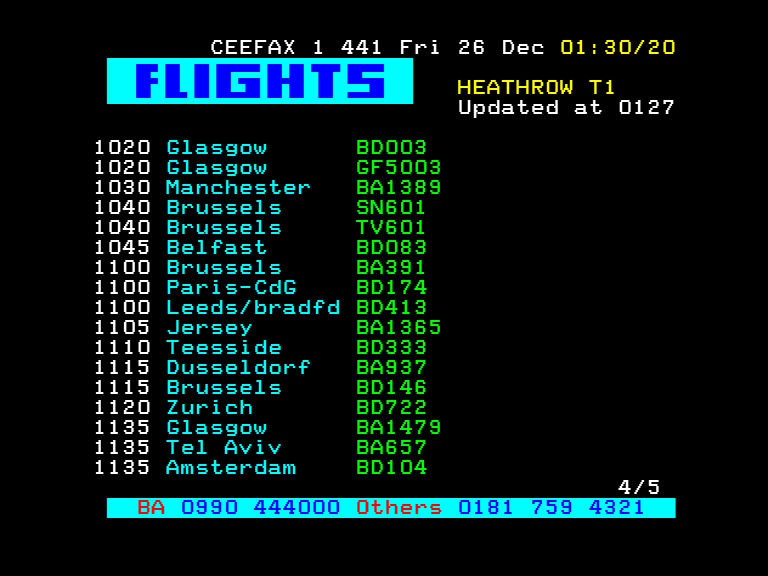 CEEFAX 1 441 Fri 26 Dec 01:30/20
FLIGHTS
HEATHROW T1
Updated at 0127
1020 Glasgow BD003
1020 Glasgow GF5003
1030 Manchester BA1389
1040 Brussels SN601
1040 Brussels TV601
1045 Belfast BD083
1100 Brussels BA391
1100 Paris-CdG BD174
1100 Leeds/bradfd BD413
1105 Jersey BA1365
1110 Teesside BD333
1115 Dusseldorf BA937
1115 Brussels BD146
1120 Zurich BD722
1135 Glasgow BA1479
1135 Tel Aviv BA657
1135 Amsterdam BD104
4/5
BA 0990 444000 Others 0181 759 4321